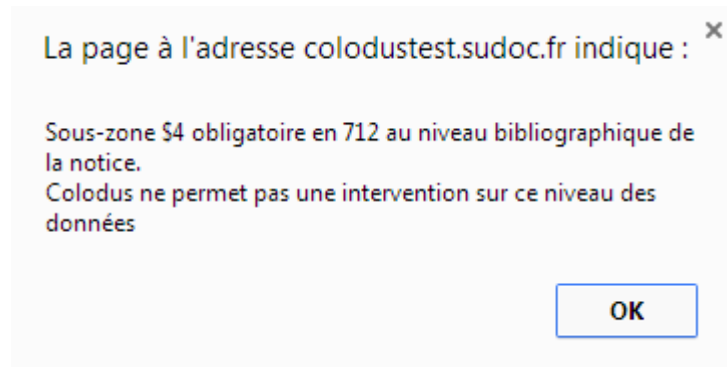 La page à l'adresse colodustest.sudoc.fr indique :
Sous-zone $4 obligatoire en 712 au niveau bibliographique de
la notice.
Colodus ne permet pas une intervention sur ce niveau des
données
OK